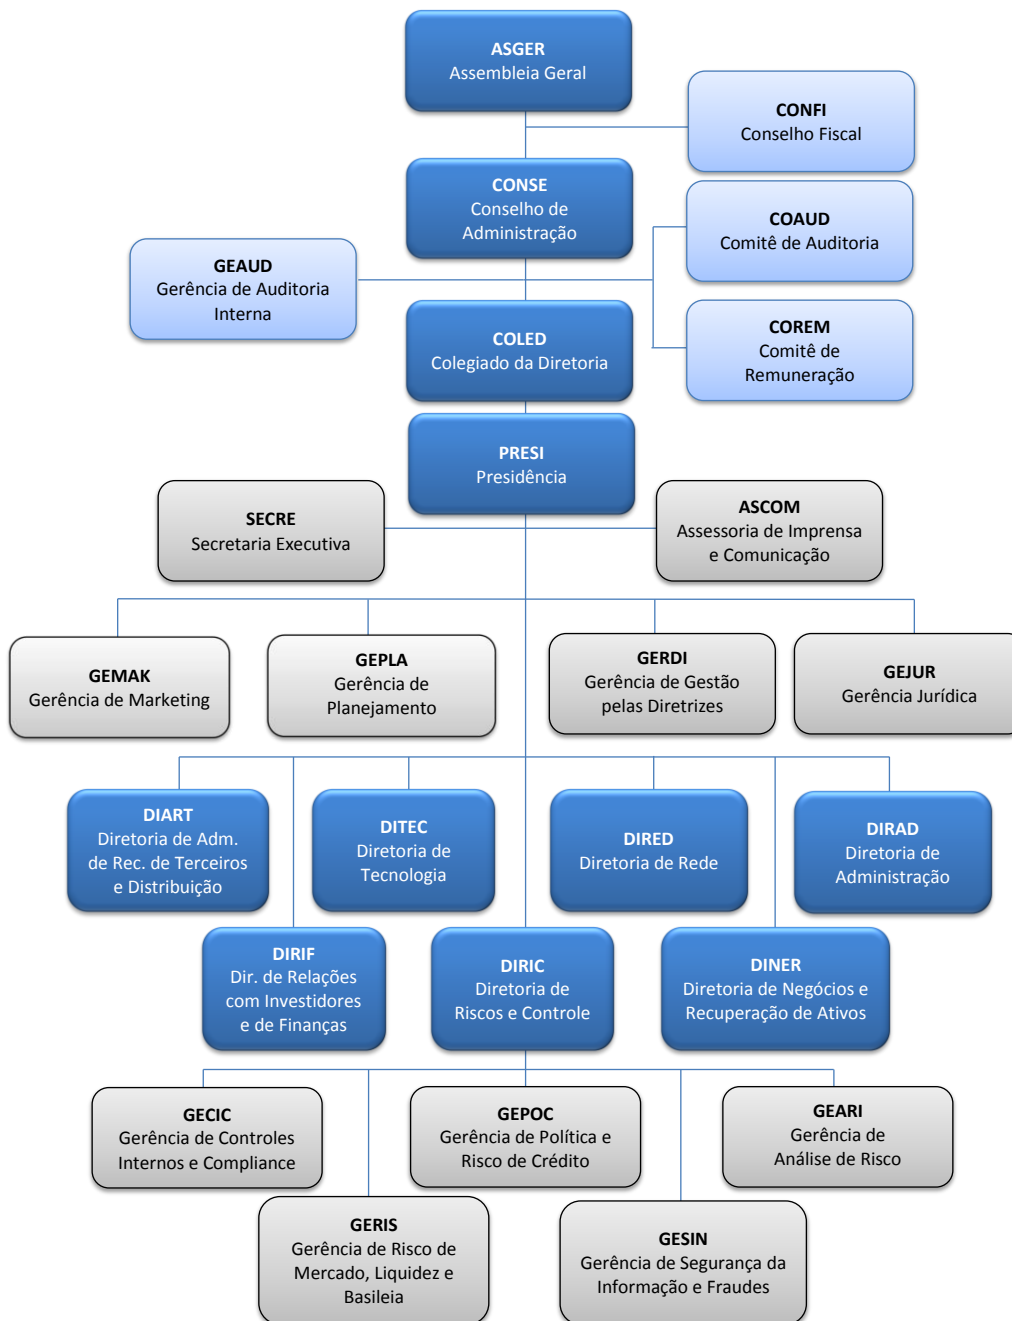 ASGER
Assembleia Geral
CONFI
Conselho Fiscal
CONSE
Conselho de
Administração
COAUD
Comitê de Auditoria
GEAUD
Gerência de Auditoria
Interna
COLED
Colegiado da Diretoria
COREM
Comitê de
Remuneração
PRESI
Presidência
SECRE
Secretaria Executiva
ASCOM
Assessoria de Imprensa
e Comunicação
GEMAK
Gerência de Marketing
GEPLA
Gerência de
Planejamento
GERDI
Gerência de Gestão
pelas Diretrizes
GEJUR
Gerência Jurídica
DIART
Diretoria de Adm.
de Rec. de Terceiros
e Distribuição
DITEC
Diretoria de
Tecnologia
DIRED
Diretoria de Rede
DIRAD
Diretoria de
Administração
DIRIF
Dir. de Relações
com Investidores
e de Finanças
DIRIC
Diretoria de
Riscos e Controle
DINER
Diretoria de Negócios e
Recuperação de Ativos
GECIC
Gerência de Controles
Internos e Compliance
GEPOC
Gerência de Política e
Risco de Crédito
GEARI
Gerência de
Análise de Risco
GERIS
Gerência de Risco de
Mercado, Liquidez e
Basileia
GESIN
Gerência de Segurança da
Informação e Fraudes